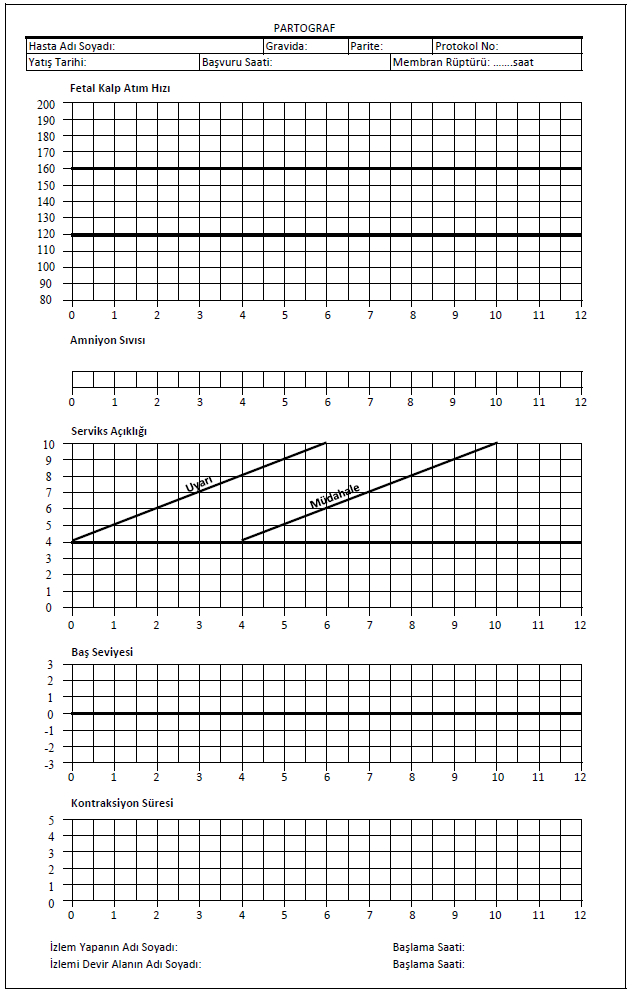 PARTOGRAF
Hasta Adı Soyadı: Gravida: Parite: Protokol No:
Yatış Tarihi: Başvuru Saati: Membran Rüptürü: .......saat
Fetal Kalp Atım Hızı
200
190
180
170
160
150
140
130
120
110
100
90
80
0 1 2 3 4 5 6 7 8 9 10 11 12
Amniyon Sıvısı
0 1 2 3 4 5 6 7 8 9 10 11 12
Serviks Açıklığı
10
9
8
7
6
5
4
3
2
1
0
Uyarı
Müdahale
0 1 2 3 4 5 6 7 8 9 10 11 12
Baş Seviyesi
3
2
1
0
-1
-2
-3
0 1 2 3 4 5 6 7 8 9 10 11 12
Kontraksiyon Süresi
5
4
3
2
1
0
0 1 2 3 4 5 6 7 8 9 10 11 12
İzlem Yapanın Adı Soyadı: Başlama Saati:
İzlemi Devir Alanın Adı Soyadı: Başlama Saati: